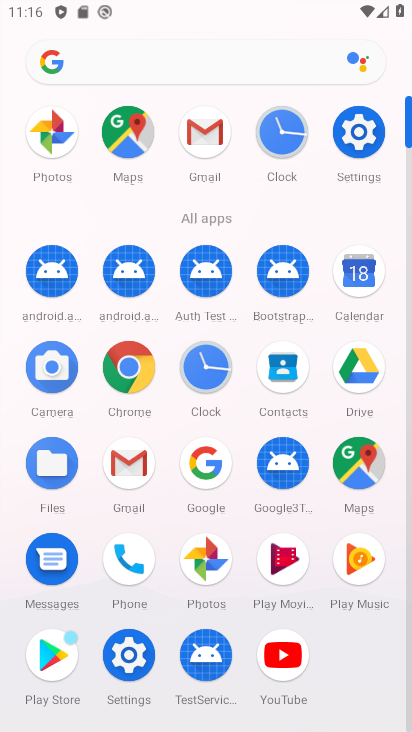 11:16
Photos Maps Gmail Clock Settings
All apps
android.a... android.a... Auth Test ... Bootstrap... Calendar
18
Camera Chrome Clock Contacts Drive
Files Gmail Google Google3T... Maps
Messages Phone Photos Play Movi... Play Music
Play Store Settings TestServic... YouTube